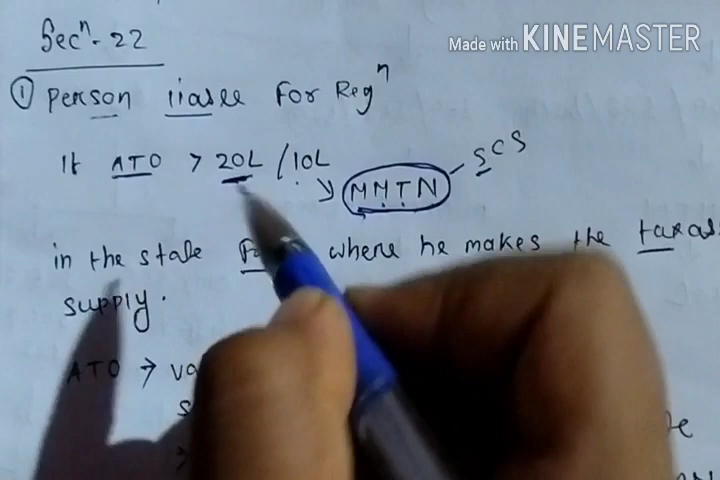 Made with KINEMASTER
Secⁿ-22
① Person liable For Regⁿ
If ATO > 20L / 10L
→ MMTN - SCS
in the state where he makes the
supply.
ATO →